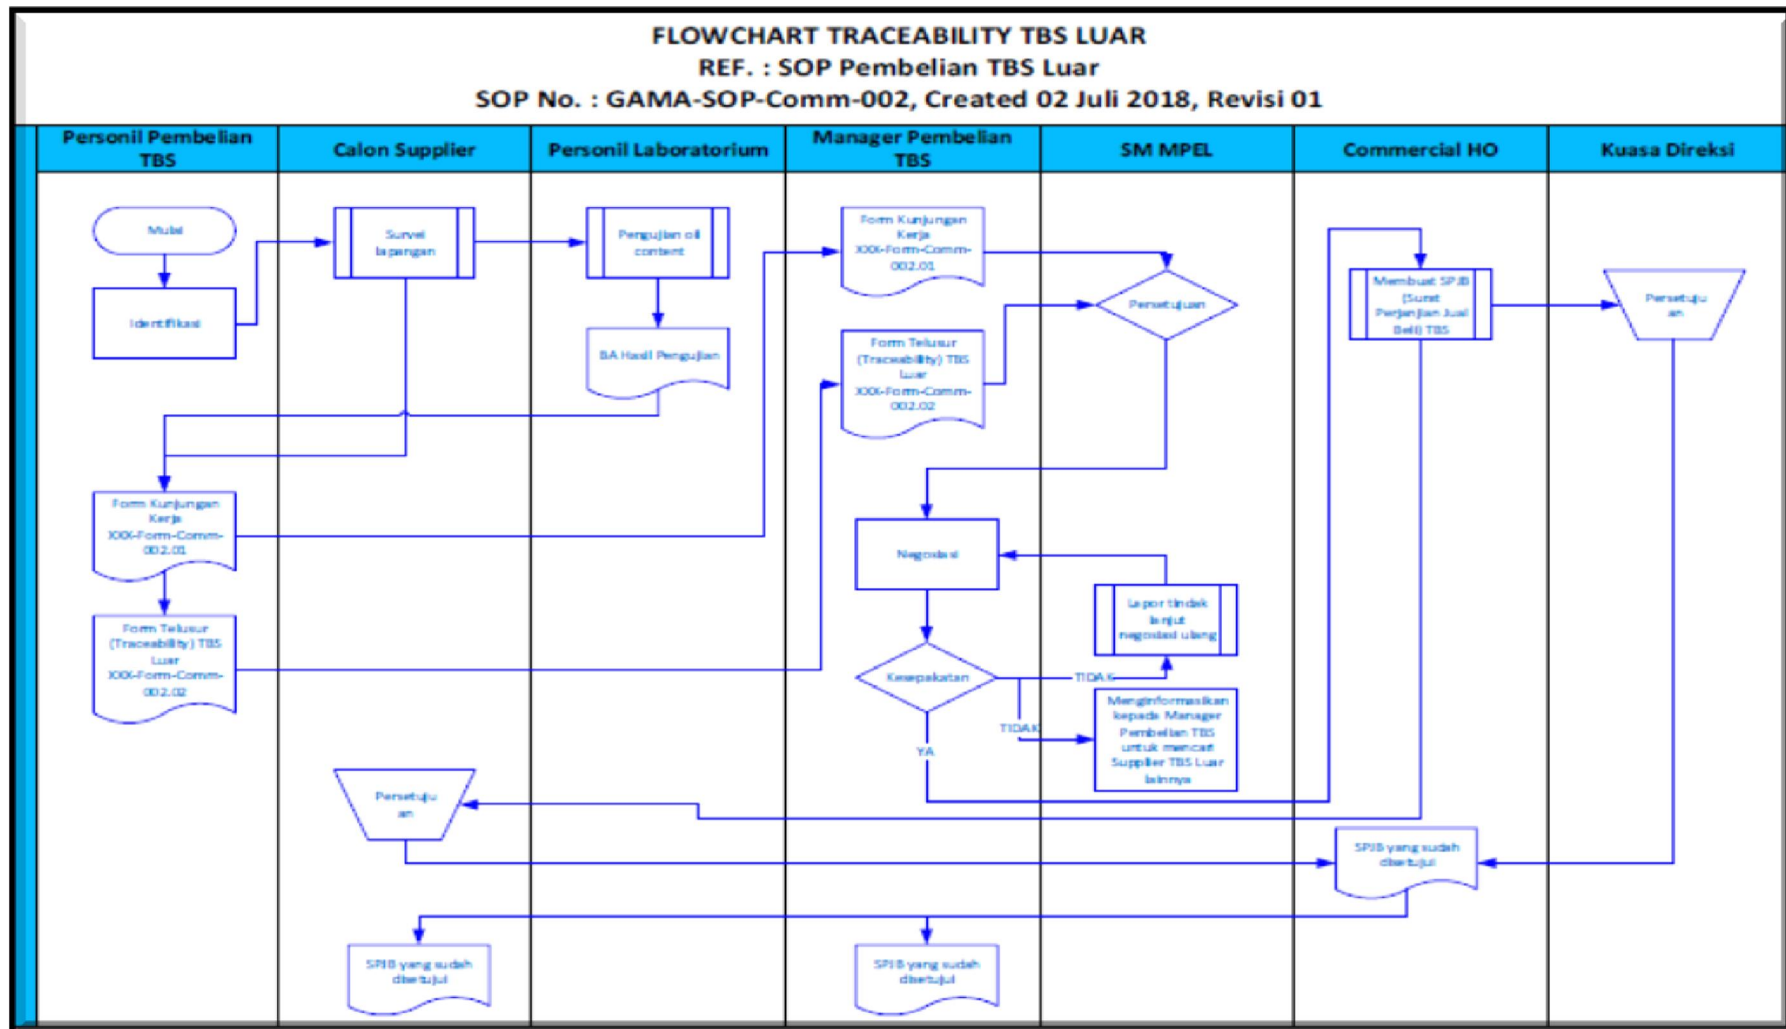 FLOWCHART TRACEABILITY TBS LUAR
REF. : SOP Pembelian TBS Luar
SOP No. : GAMA-SOP-Comm-002, Created 02 Juli 2018, Revisi 01
Personil Pembelian
TBS
Calon Supplier
Personil Laboratorium
Manager Pembelian
TBS
SM MPEL
Commercial HO
Kuasa Direksi
Mulai
Identifikasi
Survei
lapangan
Pengujian oil
content
BA Hasil Pengujian
Form Kunjungan
Kerja
XXX-Form-Comm-
002.01
Form Telusur
(Traceability) TBS
Luar
XXX-Form-Comm-
002.02
Persetujuan
Membuat SPJB
(Surat
Perjanjian Jual
Beli) TBS
Persetuju
an
Form Kunjungan
Kerja
XXX-Form-Comm-
002.01
Form Telusur
(Traceability) TBS
Luar
XXX-Form-Comm-
002.02
Negosiasi
Lapor tindak
lanjut
negosiasi ulang
Kesepakatan
TIDAK
TIDAK
YA
Menginformasikan
kepada Manager
Pembelian TBS
untuk mencari
Supplier TBS Luar
lainnya
Persetuju
an
SPJB yang sudah
disetujui
SPJB yang sudah
disetujui
SPJB yang sudah
disetujui